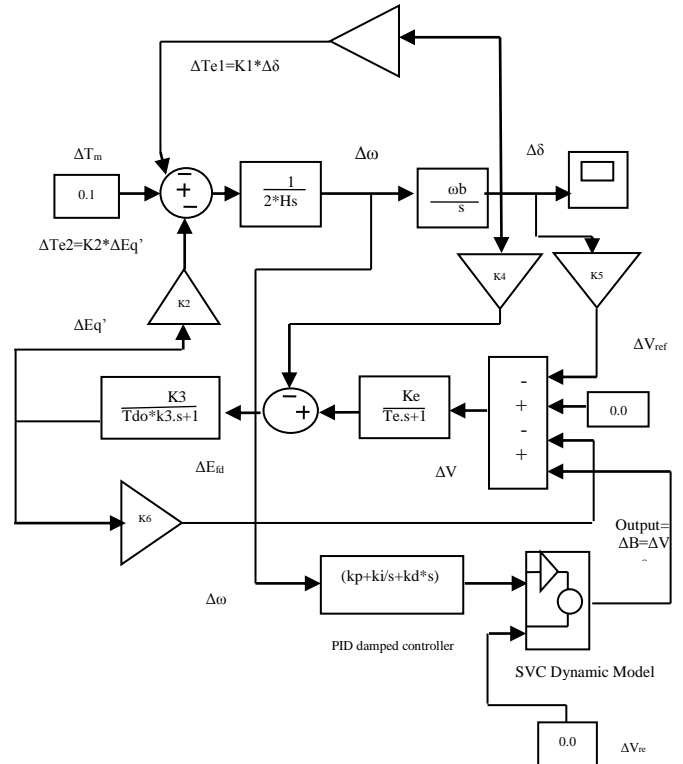 ΔTe1=K1*Δδ
ΔTm
0.1
−
+
−
1
2*Hs
Δω
ωb
s
Δδ
ΔTe2=K2*ΔEq’
K2
K4
K5
ΔEq’
ΔVref
K3
Tdo*k3.s+1
−
+
Ke
Te.s+1
-
+
-
+
0.0
ΔEfd
ΔV
K6
Output=
ΔB=ΔV
(kp+ki/s+kd*s)
Δω
PID damped controller
SVC Dynamic Model
0.0
ΔVre